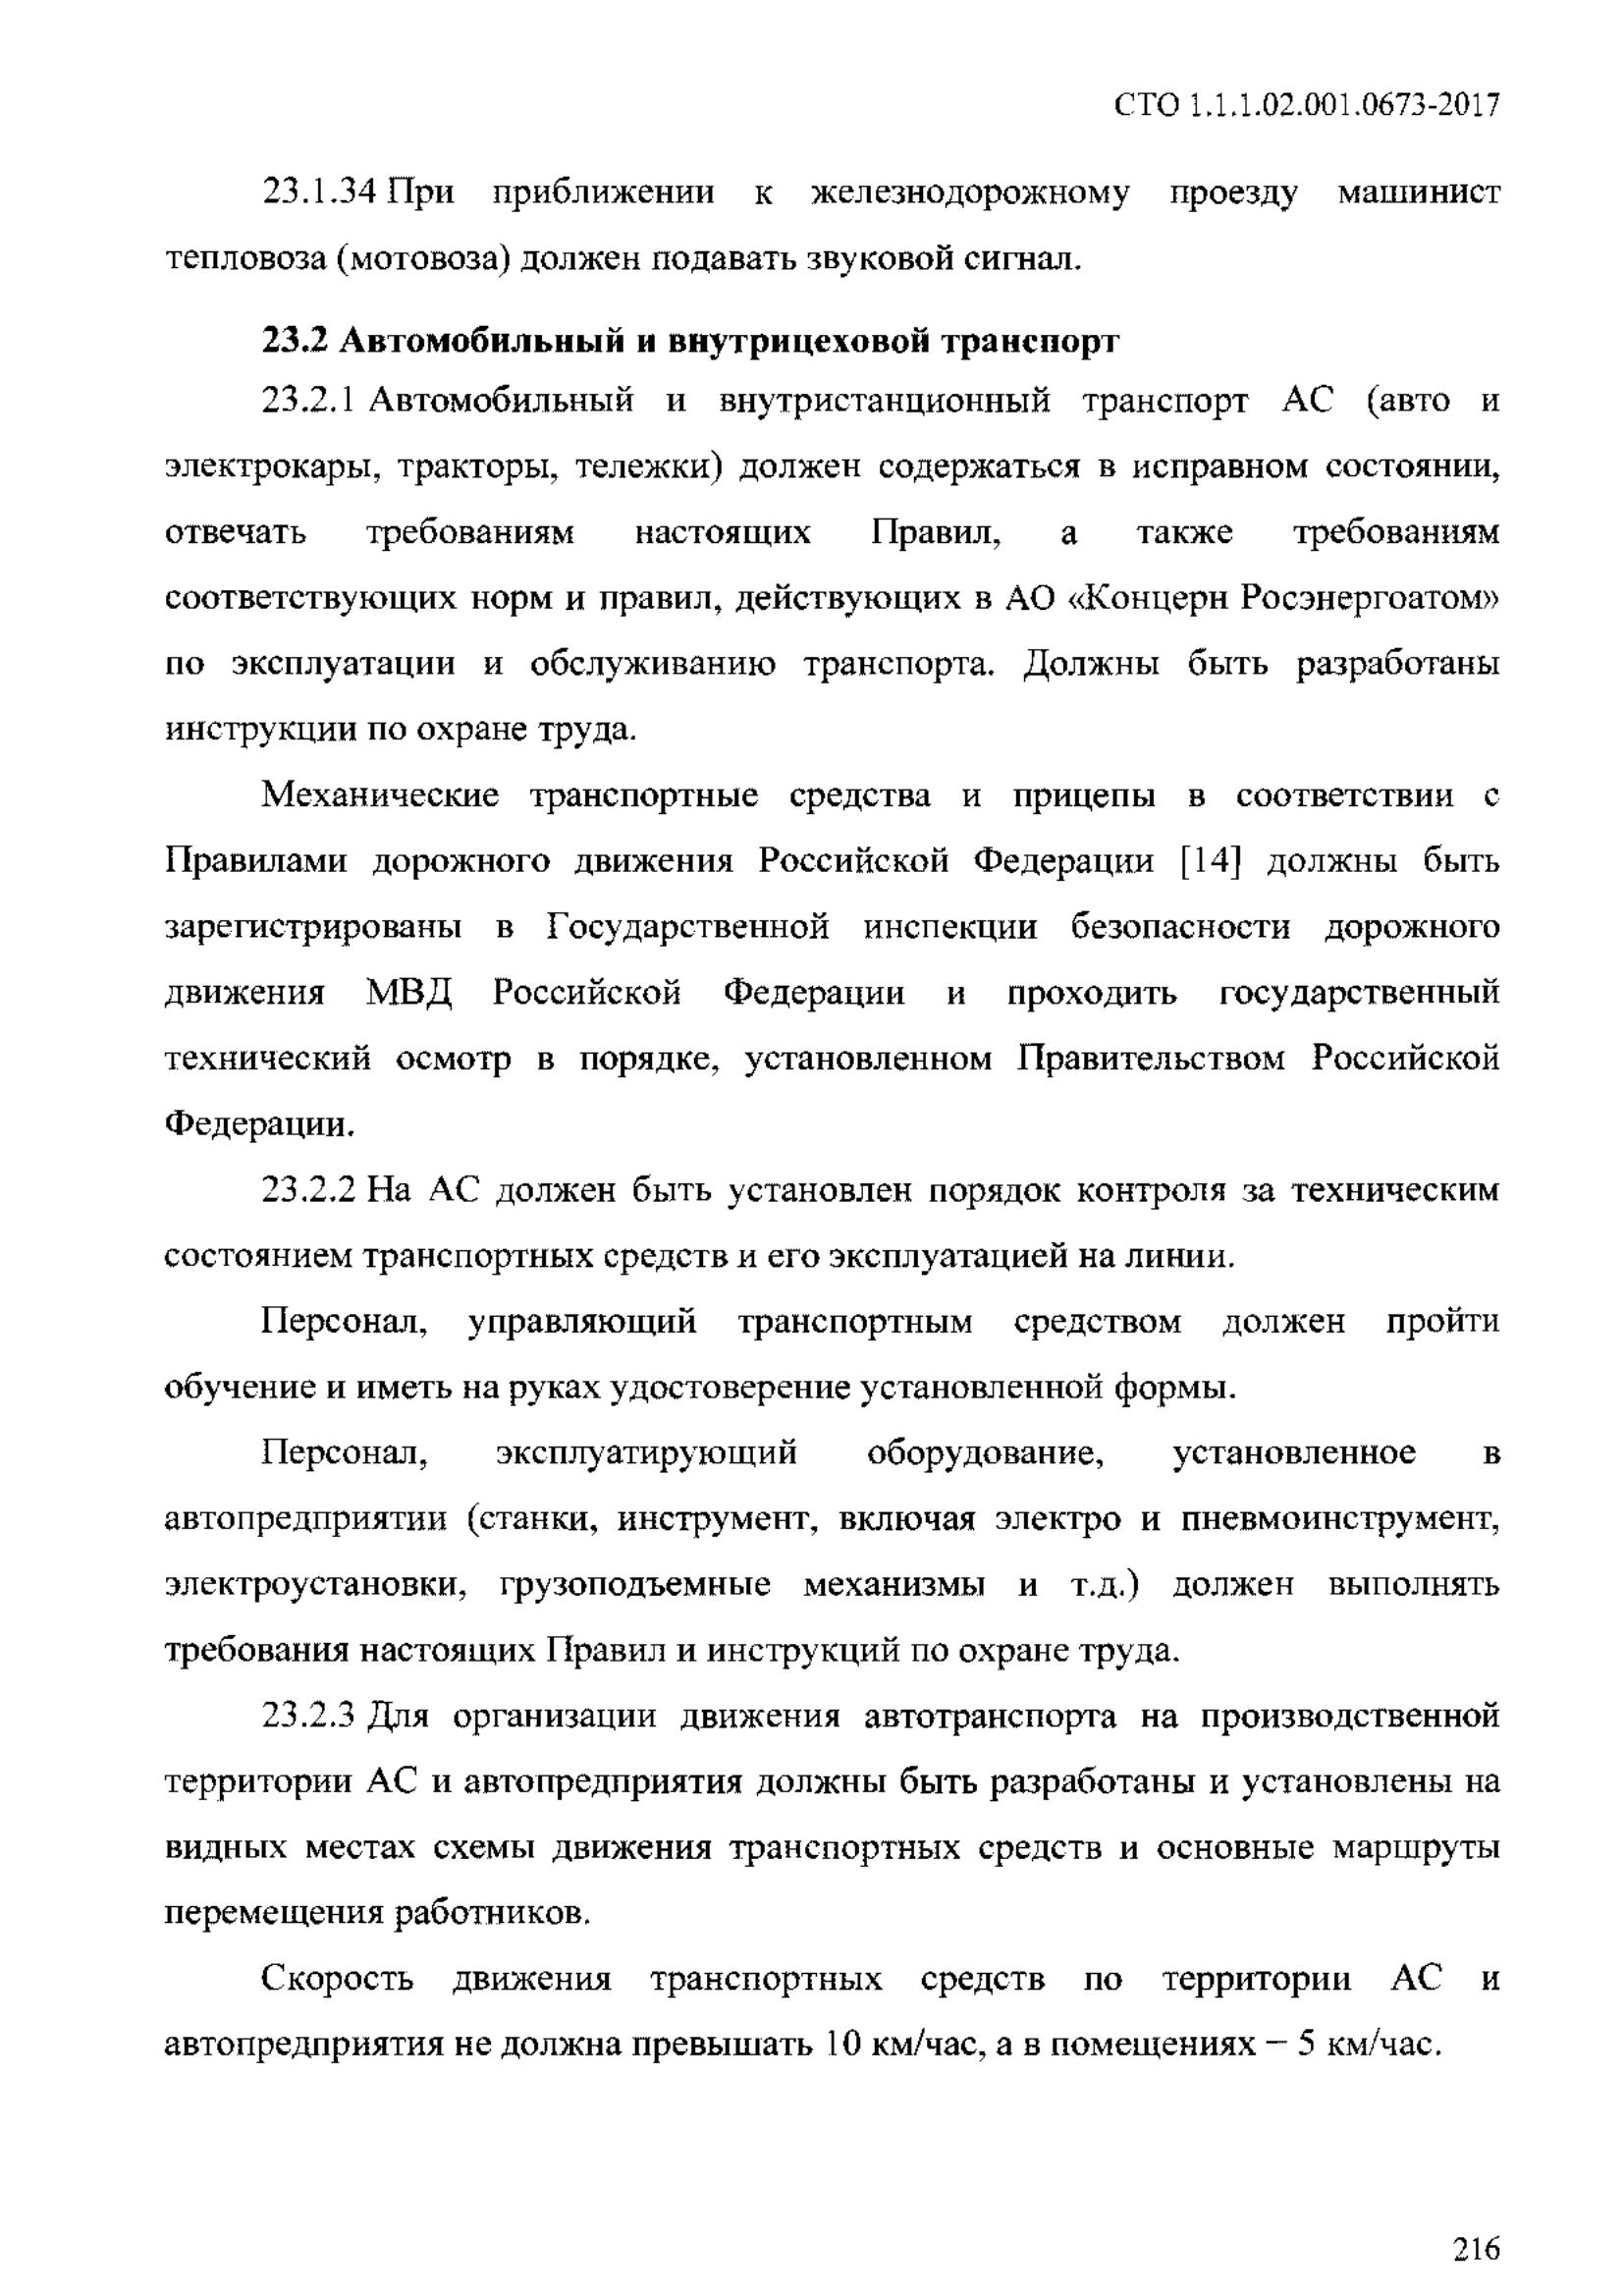 СТО 1.1.1.02.001.0673-2017
23.1.34 При приближении к железнодорожному проезду машинист
тепловоза (мотовоза) должен подавать звуковой сигнал.
23.2 Автомобильный и внутрицеховой транспорт
23.2.1 Автомобильный и внутристанционный транспорт АС (авто и
электрокары, тракторы, тележки) должен содержаться в исправном состоянии,
отвечать требованиям настоящих Правил, а также требованиям
соответствующих норм и правил, действующих в АО «Концерн Росэнергоатом»
по эксплуатации и обслуживанию транспорта. Должны быть разработаны
инструкции по охране труда.
Механические транспортные средства и прицепы в соответствии с
Правилами дорожного движения Российской Федерации [14] должны быть
зарегистрированы в Государственной инспекции безопасности дорожного
движения МВД Российской Федерации и проходить государственный
технический осмотр в порядке, установленном Правительством Российской
Федерации.
23.2.2 На АС должен быть установлен порядок контроля за техническим
состоянием транспортных средств и его эксплуатацией на линии.
Персонал, управляющий транспортным средством должен пройти
обучение и иметь на руках удостоверение установленной формы.
Персонал, эксплуатирующий оборудование, установленное в
автопредприятии (станки, инструмент, включая электро и пневмоинструмент,
электроустановки, грузоподъемные механизмы и т.д.) должен выполнять
требования настоящих Правил и инструкций по охране труда.
23.2.3 Для организации движения автотранспорта на производственной
территории АС и автопредприятия должны быть разработаны и установлены на
видных местах схемы движения транспортных средств и основные маршруты
перемещения работников.
Скорость движения транспортных средств по территории АС и
автопредприятия не должна превышать 10 км/час, а в помещениях – 5 км/час.
216